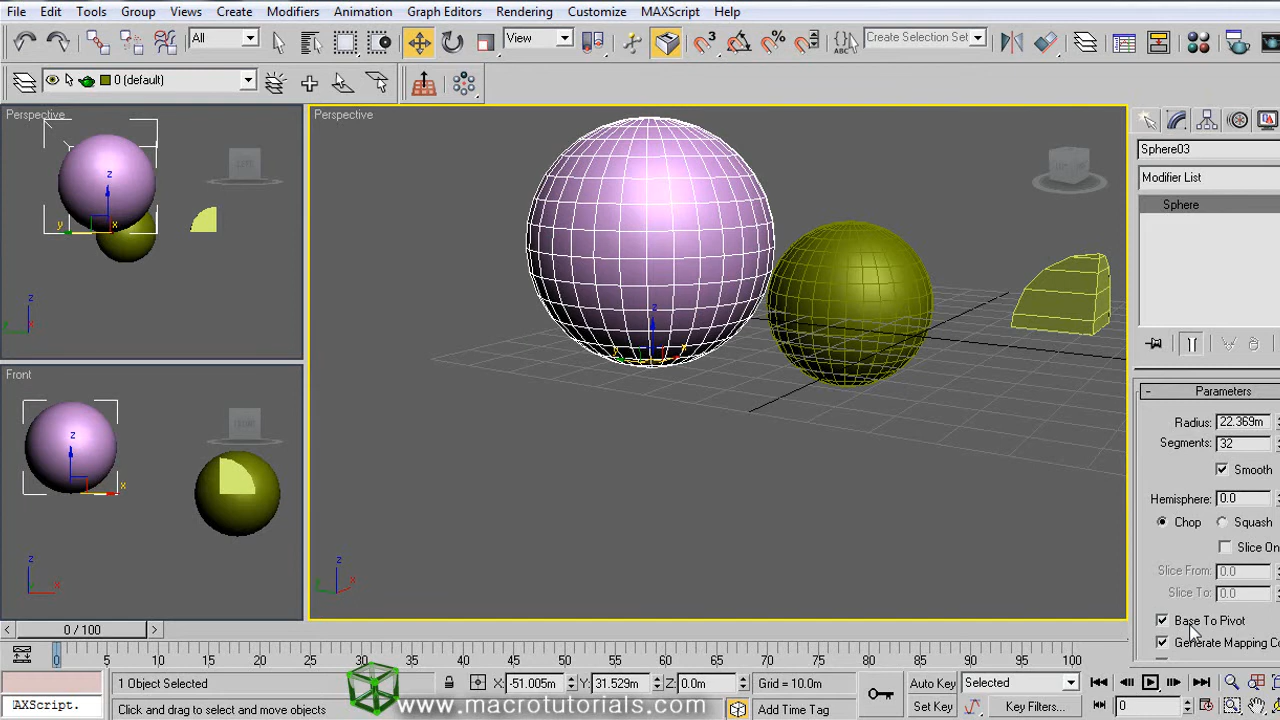 File Edit Tools Group Views Create Modifiers Animation Graph Editors Rendering Customize MAXScript Help
All View Create Selection Set
0 (default)
Perspective
Perspective
Sphere03
Modifier List
Sphere
Front
Parameters
Radius: 22.369m
Segments: 32
Smooth
Hemisphere: 0.0
Chop Squash
Slice On
Slice From: 0.0
Slice To: 0.0
Base To Pivot
Generate Mapping Co
z
x
y
z
y
x
z
x
z
x
z
x
z
x
y
0 / 100
0 5 10 15 20 25 30 35 40 45 50 55 60 65 70 75 80 85 90 95 100
1 Object Selected X: -51.005m Y: 31.529m Z: 0.0m Grid = 10.0m Auto Key Selected
AXScript. Click and drag to select and move objects Add Time Tag Set Key Key Filters... 0
www.macrotutorials.com